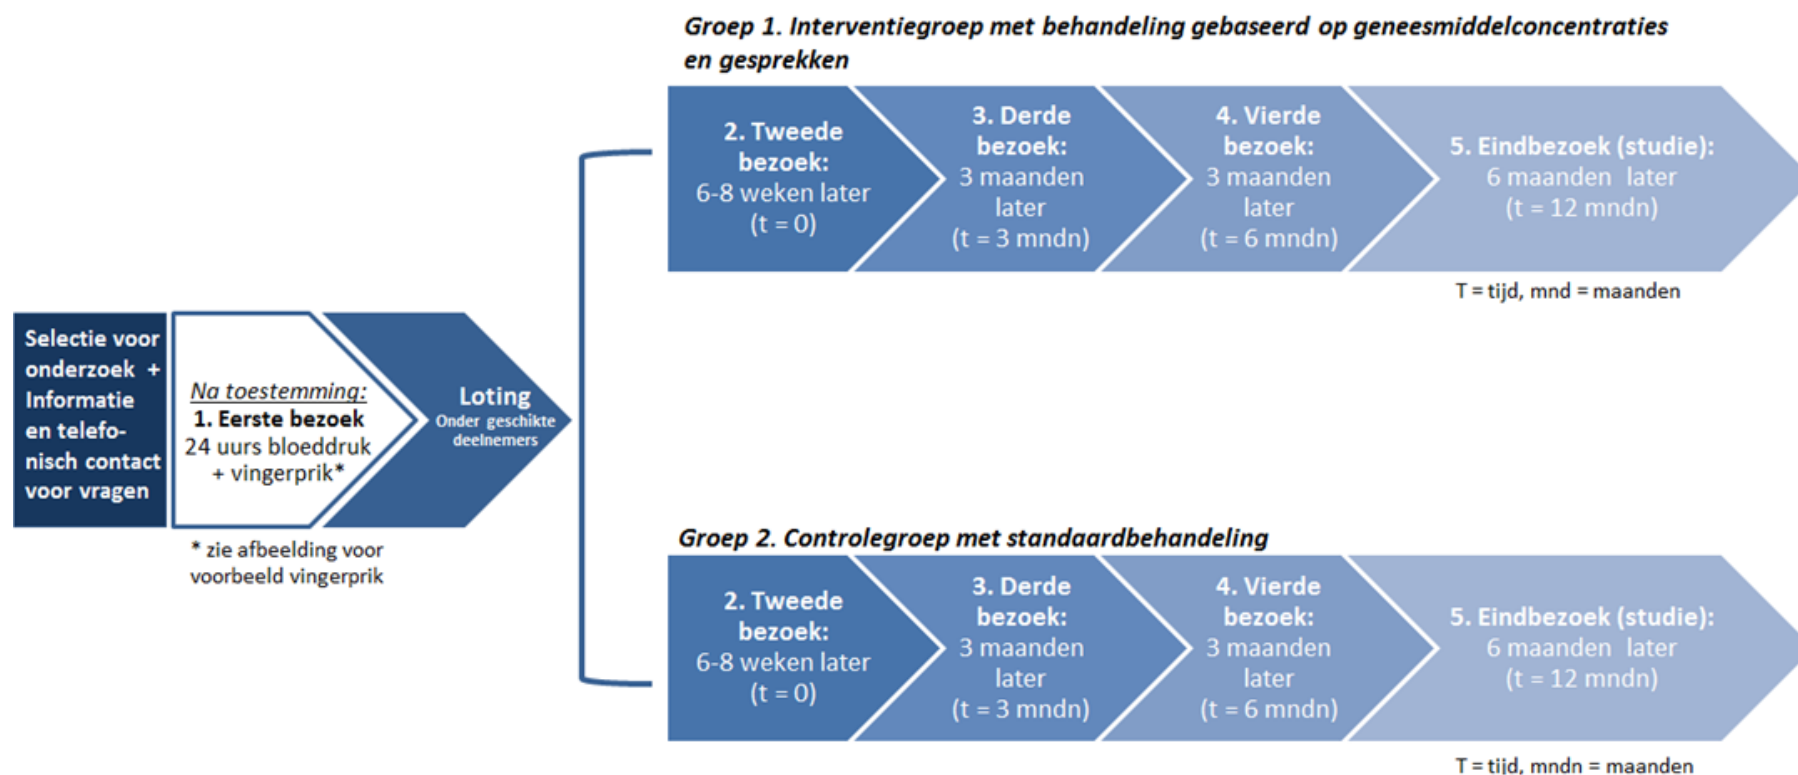 Groep 1. Interventiegroep met behandeling gebaseerd op geneesmiddelconcentraties
en gesprekken
2. Tweede
bezoek:
6-8 weken later
(t = 0)
3. Derde
bezoek:
3 maanden
later
(t = 3 mndn)
4. Vierde
bezoek:
3 maanden
later
(t = 6 mndn)
5. Eindbezoek (studie):
6 maanden later
(t = 12 mndn)
T = tijd, mnd = maanden
Selectie voor
onderzoek +
Informatie
en telefo-
nisch contact
voor vragen
Na toestemming:
1. Eerste bezoek
24 uurs bloeddruk
+ vingerprik*
* zie afbeelding voor
voorbeeld vingerprik
Loting
Onder geschikte
deelnemers
Groep 2. Controlegroep met standaardbehandeling
2. Tweede
bezoek:
6-8 weken later
(t = 0)
3. Derde
bezoek:
3 maanden
later
(t = 3 mndn)
4. Vierde
bezoek:
3 maanden
later
(t = 6 mndn)
5. Eindbezoek (studie):
6 maanden later
(t = 12 mndn)
T = tijd, mndn = maanden